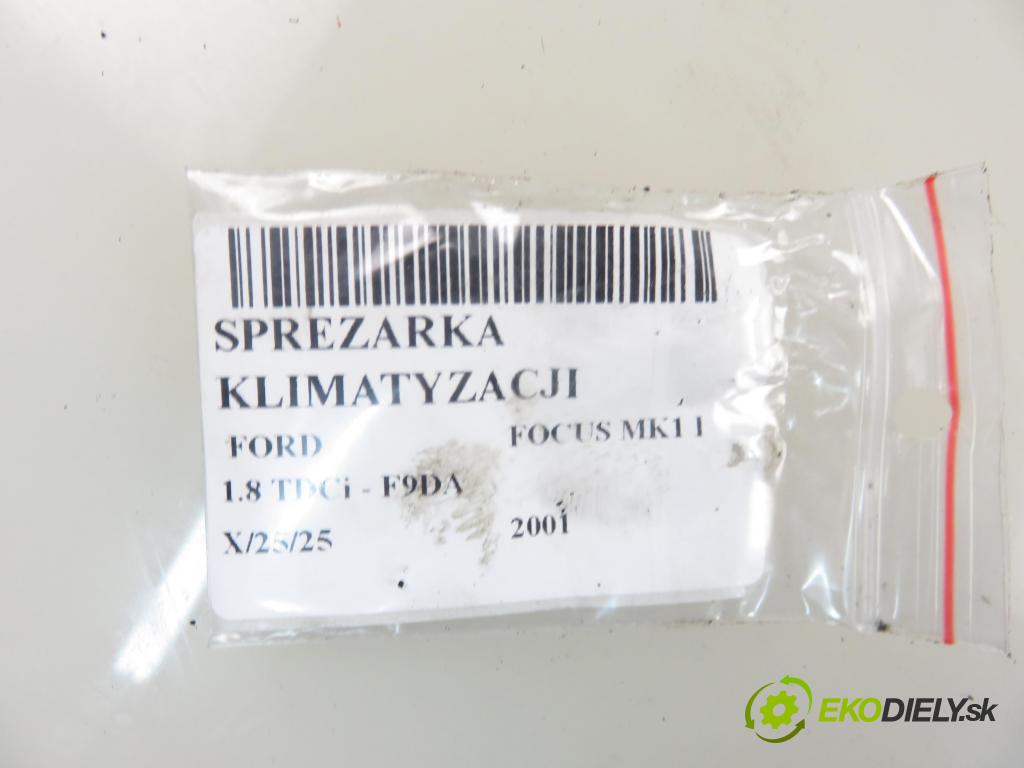 SPREZARKA
KLIMATYZACJI
FORD FOCUS MK1 I
1.8 TDCi - F9DA
X/25/25 2001
EKODIELY.sk